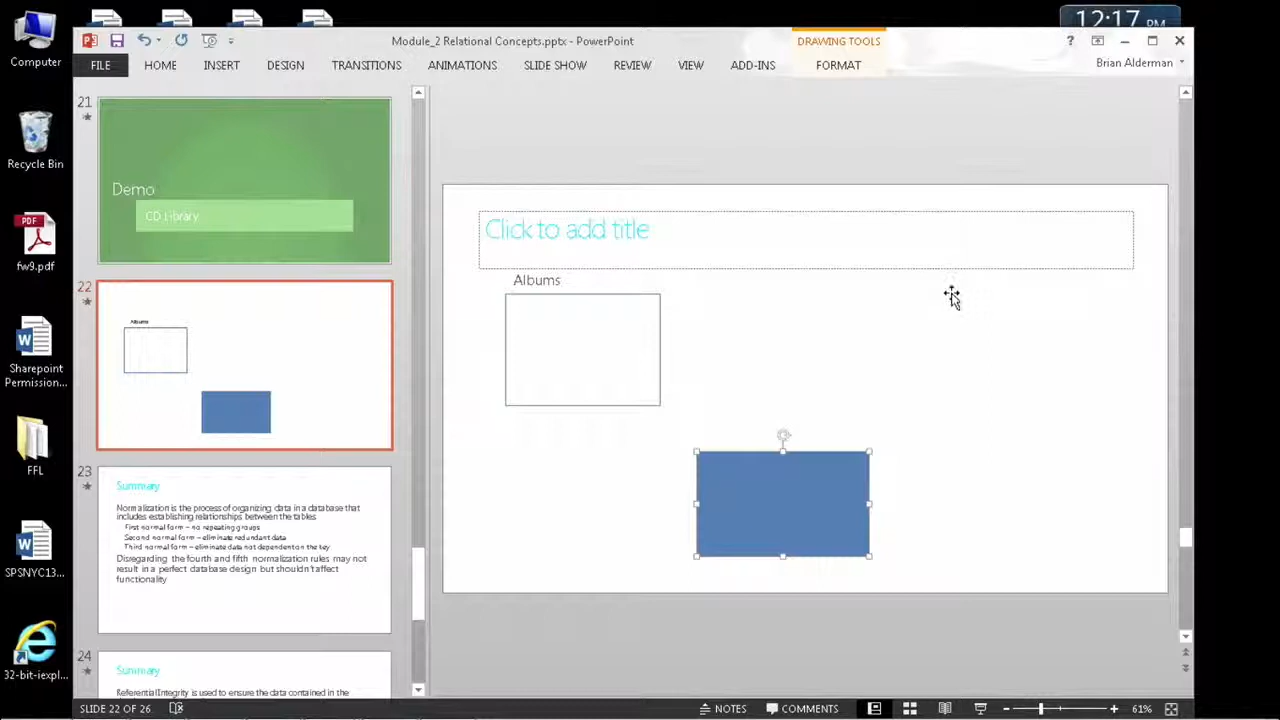 12:17 PM
Module_2 Relational Concepts.pptx - PowerPoint
DRAWING TOOLS
?
FILE HOME INSERT DESIGN TRANSITIONS ANIMATIONS SLIDE SHOW REVIEW VIEW ADD-INS FORMAT
Brian Alderman
Computer
Recycle Bin
PDF
fw9.pdf
Sharepoint
Permission...
FFL
SPSNYC13...
32-bit-iexpl...
21
Demo
CD Library
22
Albums
23
Summary
Normalization is the process of organizing data in a database that
includes establishing relationships between the tables
First normal form – no repeating groups
Second normal form – eliminate redundant data
Third normal form – eliminate data not dependent on the key
Disregarding the fourth and fifth normalization rules may not
result in a perfect database design but shouldn't affect
functionality
24
Summary
Referential Integrity is used to ensure the data contained in the
Click to add title
Albums
SLIDE 22 OF 26
NOTES
COMMENTS
61%